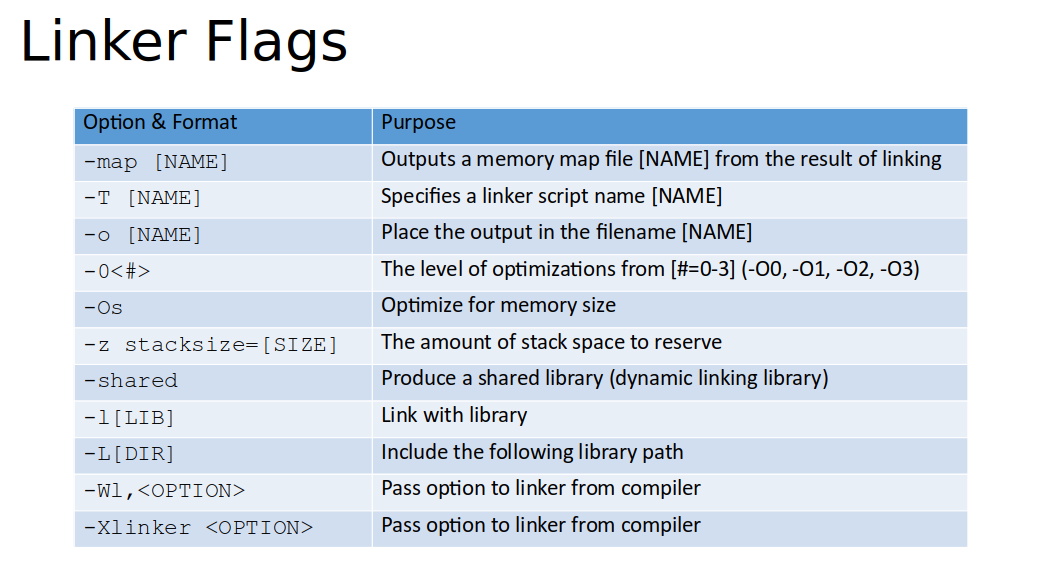 Linker Flags
Option & Format Purpose
-map [NAME] Outputs a memory map file [NAME] from the result of linking
-T [NAME] Specifies a linker script name [NAME]
-o [NAME] Place the output in the filename [NAME]
-O<#> The level of optimizations from [#=0-3] (-O0, -O1, -O2, -O3)
-Os Optimize for memory size
-z stacksize=[SIZE] The amount of stack space to reserve
-shared Produce a shared library (dynamic linking library)
-l[LIB] Link with library
-L[DIR] Include the following library path
-Wl,<OPTION> Pass option to linker from compiler
-Xlinker <OPTION> Pass option to linker from compiler